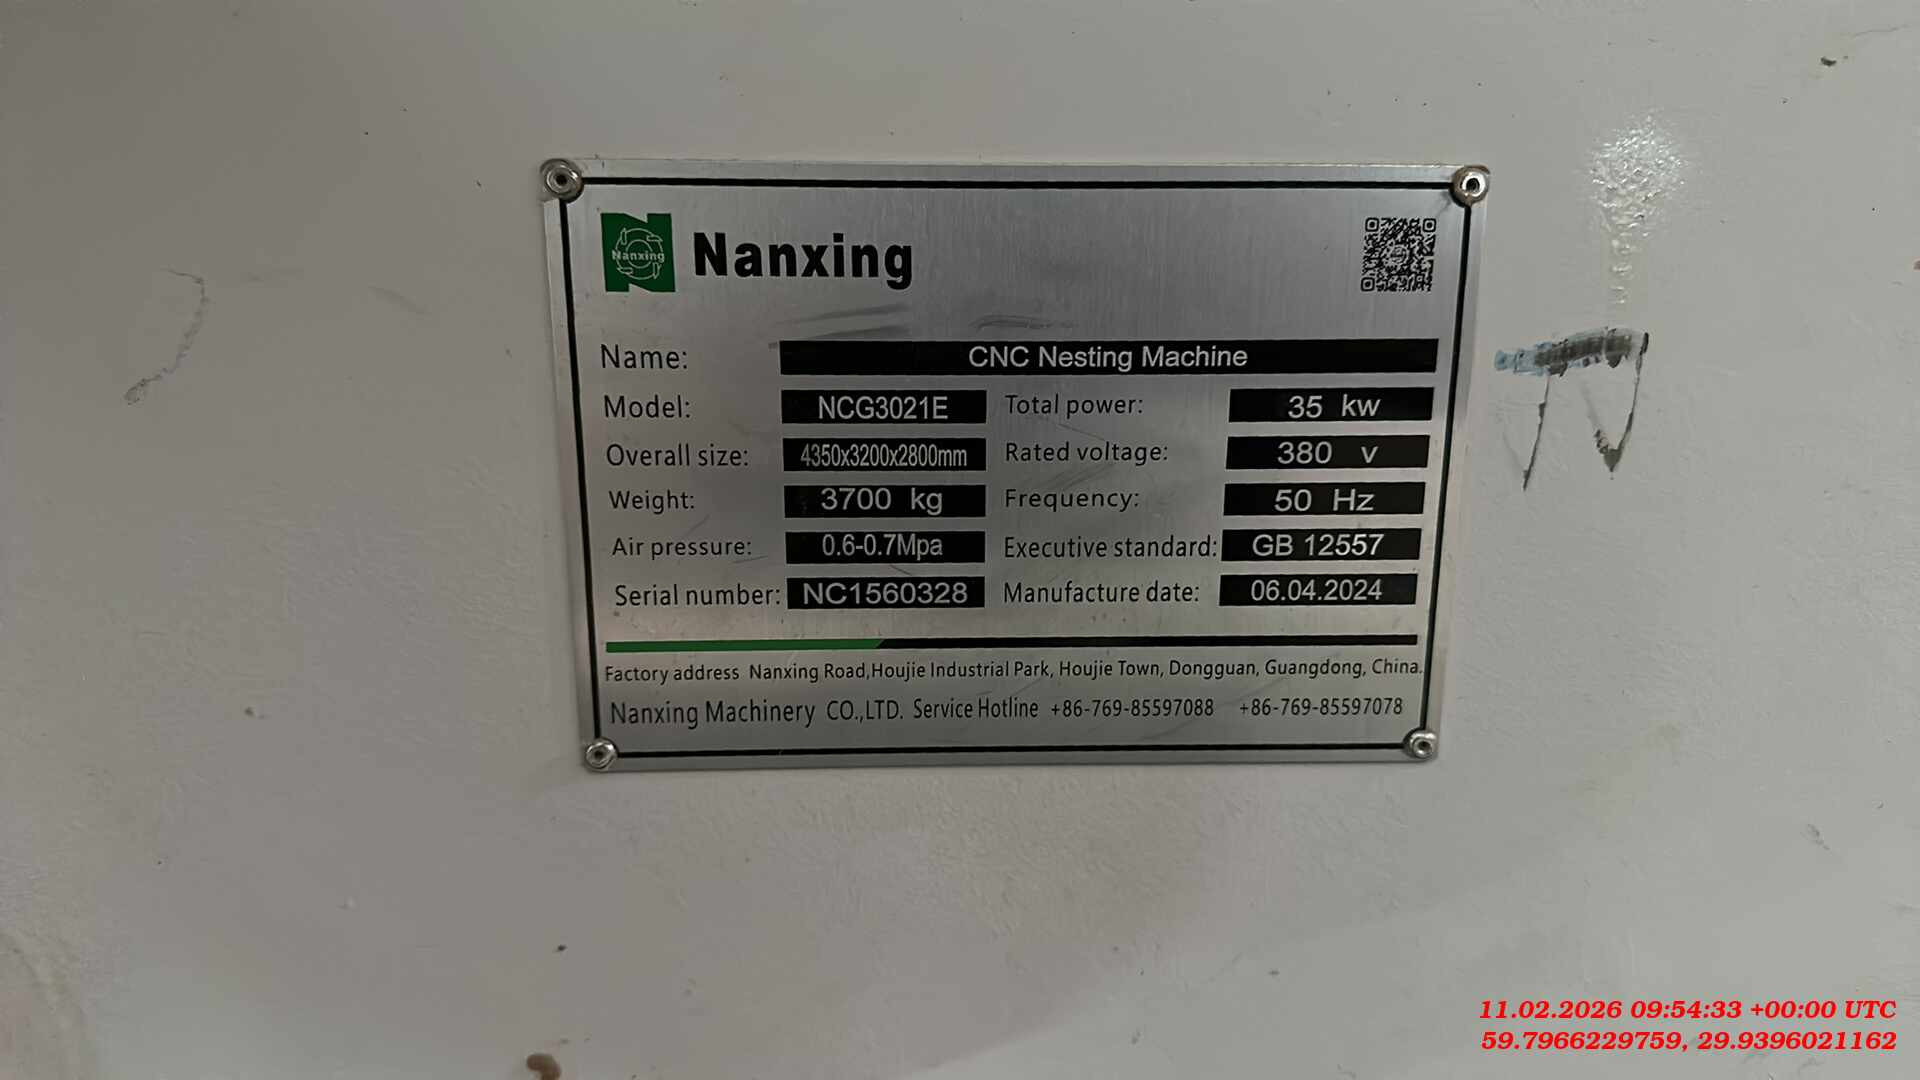 Nanxing
Nanxing
Name: CNC Nesting Machine
Model: NCG3021E Total power: 35 kw
Overall size: 4350x3200x2800mm Rated voltage: 380 v
Weight: 3700 kg Frequency: 50 Hz
Air pressure: 0.6-0.7Mpa Executive standard: GB 12557
Serial number: NC1560328 Manufacture date: 06.04.2024
Factory address Nanxing Road,Houjie Industrial Park, Houjie Town, Dongguan, Guangdong, China.
Nanxing Machinery CO.,LTD. Service Hotline +86-769-85597088 +86-769-85597078
11.02.2026 09:54:33 +00:00 UTC
59.7966229759, 29.9396021162